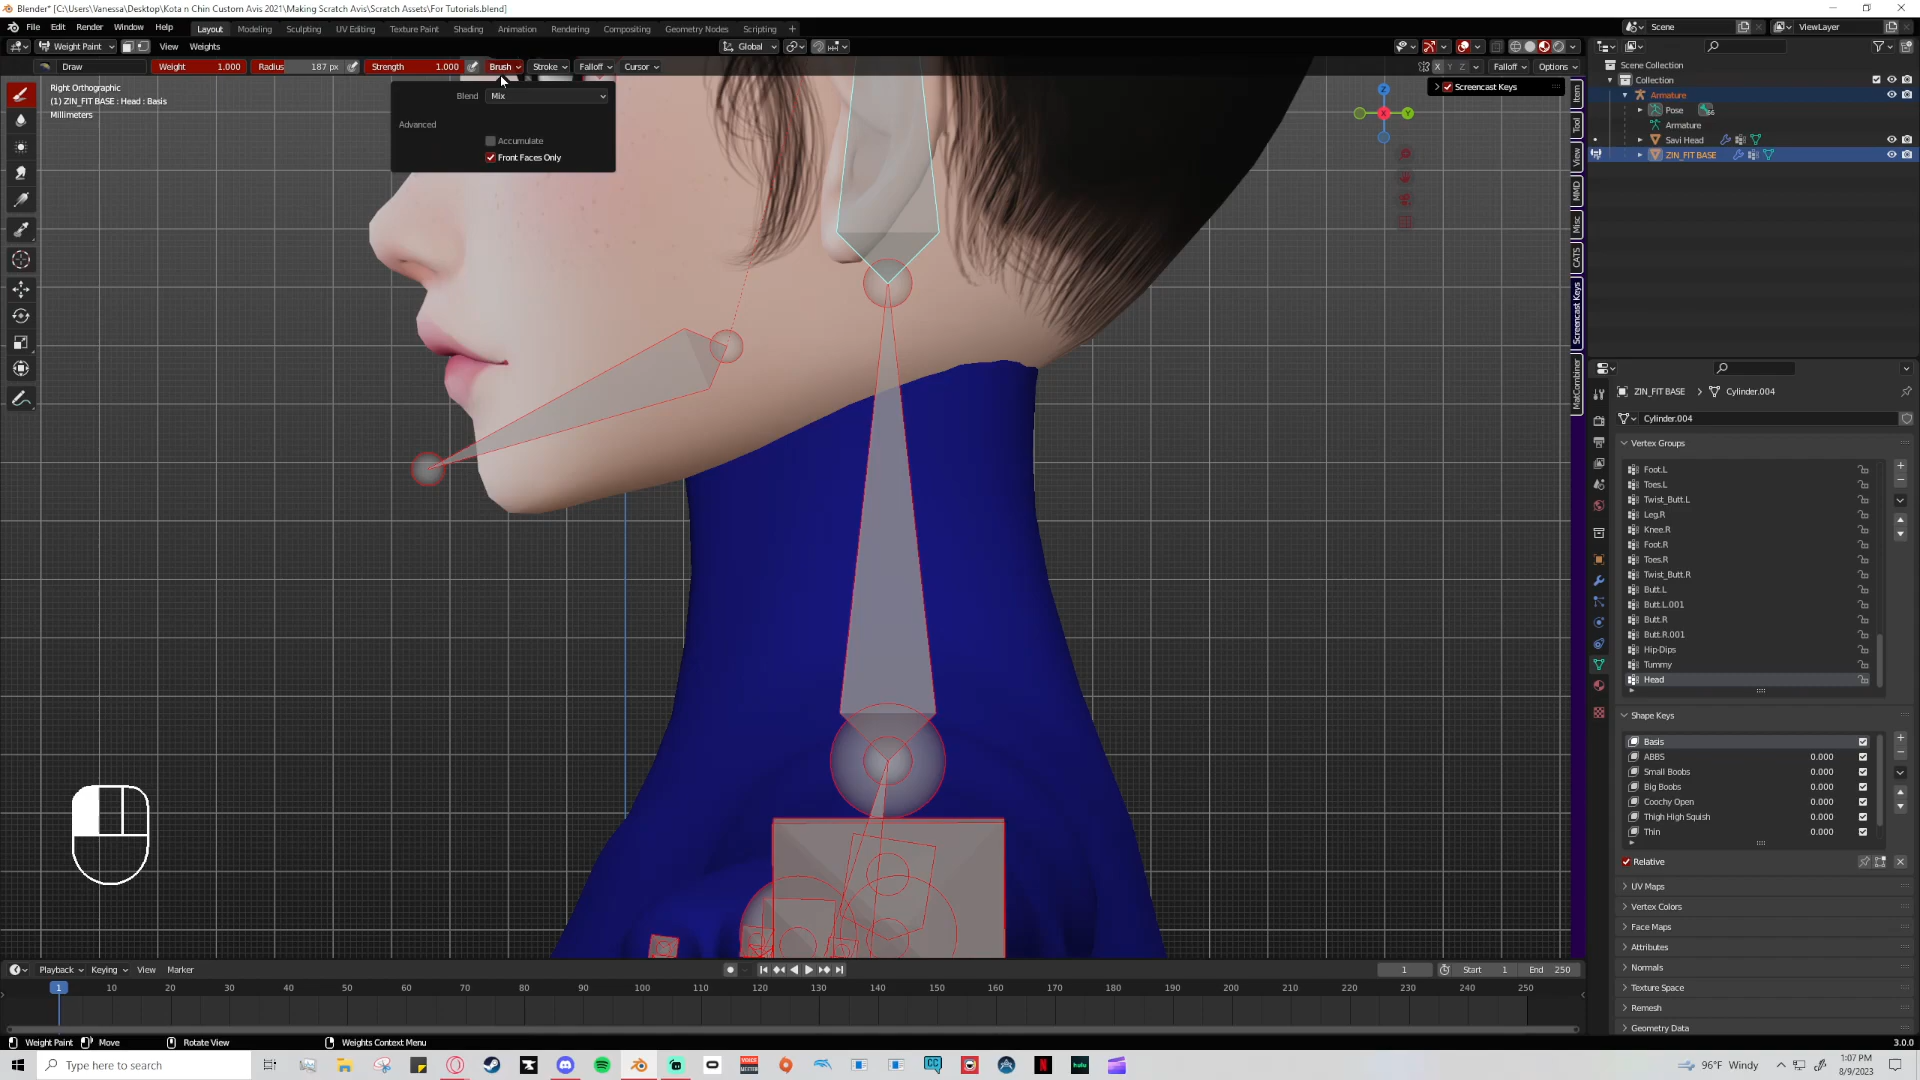 Blender* [C:\Users\Vanessa\Desktop\Kota n Chin Custom Avis 2021\Making Scratch Avis\Scratch Assets\For Tutorials.blend]
File Edit Render Window Help Layout Modeling Sculpting UV Editing Texture Paint Shading Animation Rendering Compositing Geometry Nodes Scripting + Scene ViewLayer
Weight Paint View Weights Global
Draw Weight 1.000 Radius 187 px Strength 1.000 Brush Stroke Falloff Cursor X Y Z Falloff Options
Right Orthographic
(1) ZIN_FIT BASE : Head : Basis
Millimeters
Blend Mix
Advanced
Accumulate
Front Faces Only
Screencast Keys
Z
X
Y
Item
Tool
View
MMD
Misc
CATS
Screencast Keys
MatCombiner
Scene Collection
Collection
Armature
Pose 66
Armature
Savi Head
ZIN_FIT BASE
ZIN_FIT BASE > Cylinder.004
Cylinder.004
Vertex Groups
Foot.L
Toes.L
Twist_Butt.L
Leg.R
Knee.R
Foot.R
Toes.R
Twist_Butt.R
Butt.L
Butt.L.001
Butt.R
Butt.R.001
Hip-Dips
Tummy
Head
Shape Keys
Basis
ABBS 0.000
Small Boobs 0.000
Big Boobs 0.000
Coochy Open 0.000
Thigh High Squish 0.000
Thin 0.000
Relative
UV Maps
Vertex Colors
Face Maps
Attributes
Normals
Texture Space
Remesh
Geometry Data
Playback Keying View Marker 1 Start 1 End 250
1 10 20 30 40 50 60 70 80 90 100 110 120 130 140 150 160 170 180 190 200 210 220 230 240 250
Weight Paint Move Rotate View Weights Context Menu 3.0.0
Type here to search 96°F Windy 1:07 PM
8/9/2023